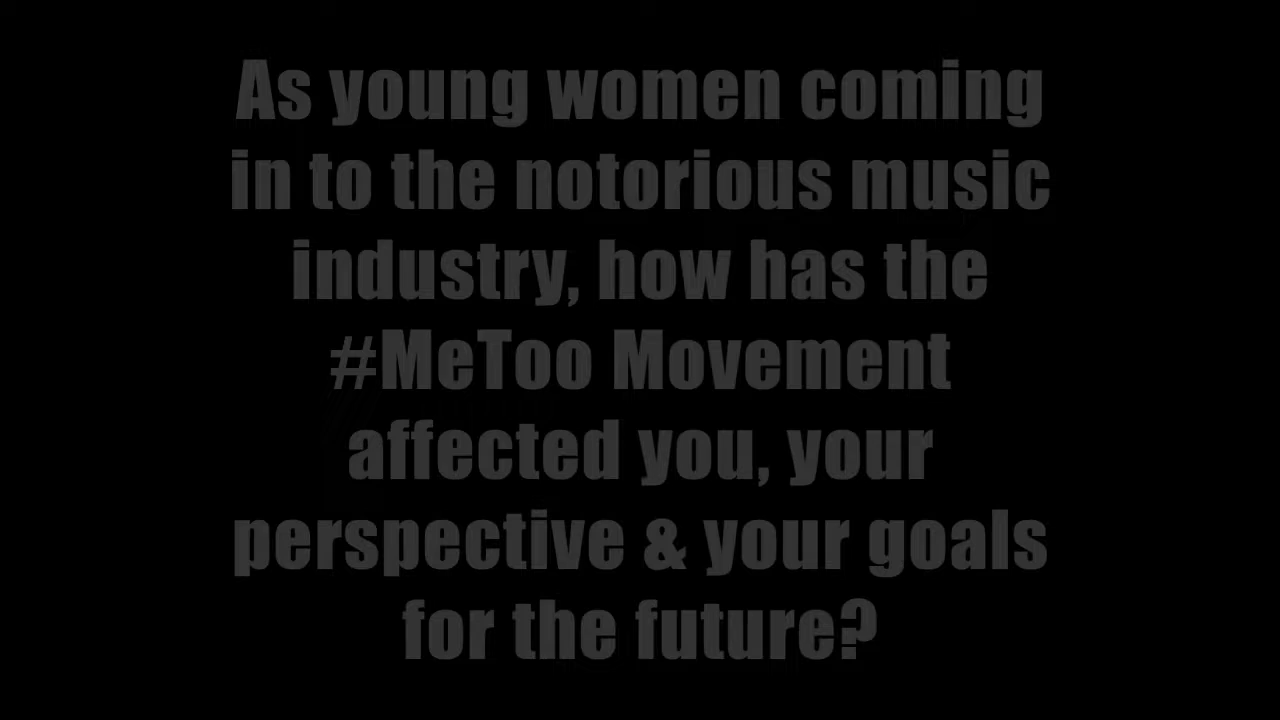 As young women coming
in to the notorious music
industry, how has the
#MeToo Movement
affected you, your
perspective & your goals
for the future?